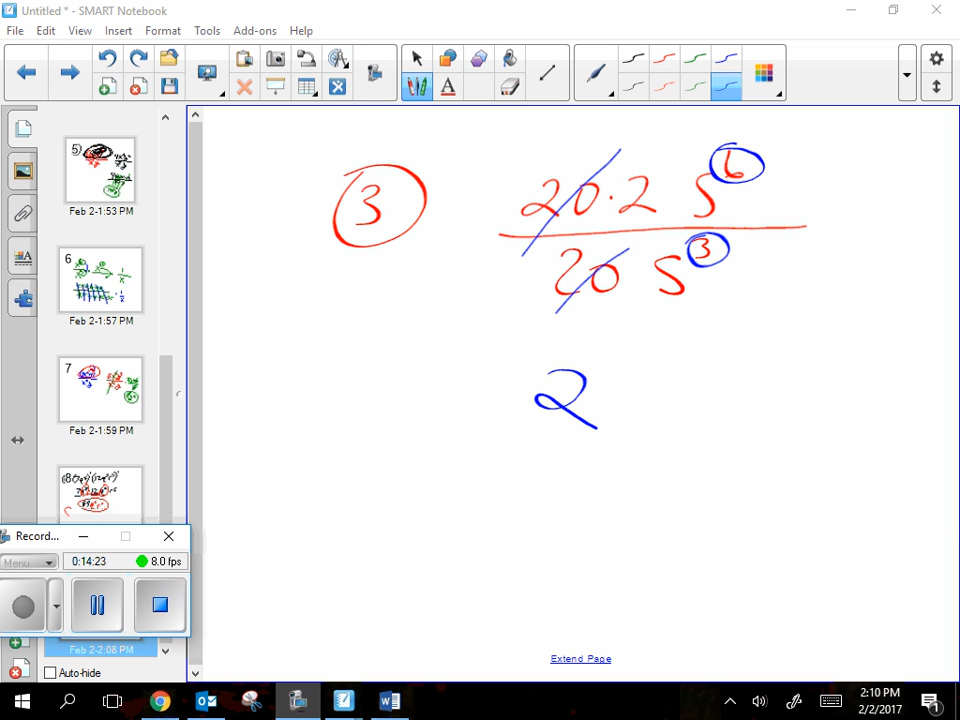 Untitled * - SMART Notebook
File Edit View Insert Format Tools Add-ons Help
5)
Feb 2-1:53 PM
6
Feb 2-1:57 PM
7
Feb 2-1:59 PM
Record...
Menu
0:14:23
8.0 fps
Feb 2-2:08 PM
Auto-hide
3
20·2 S^6
20 S^3
2
Extend Page
2:10 PM
2/2/2017
1